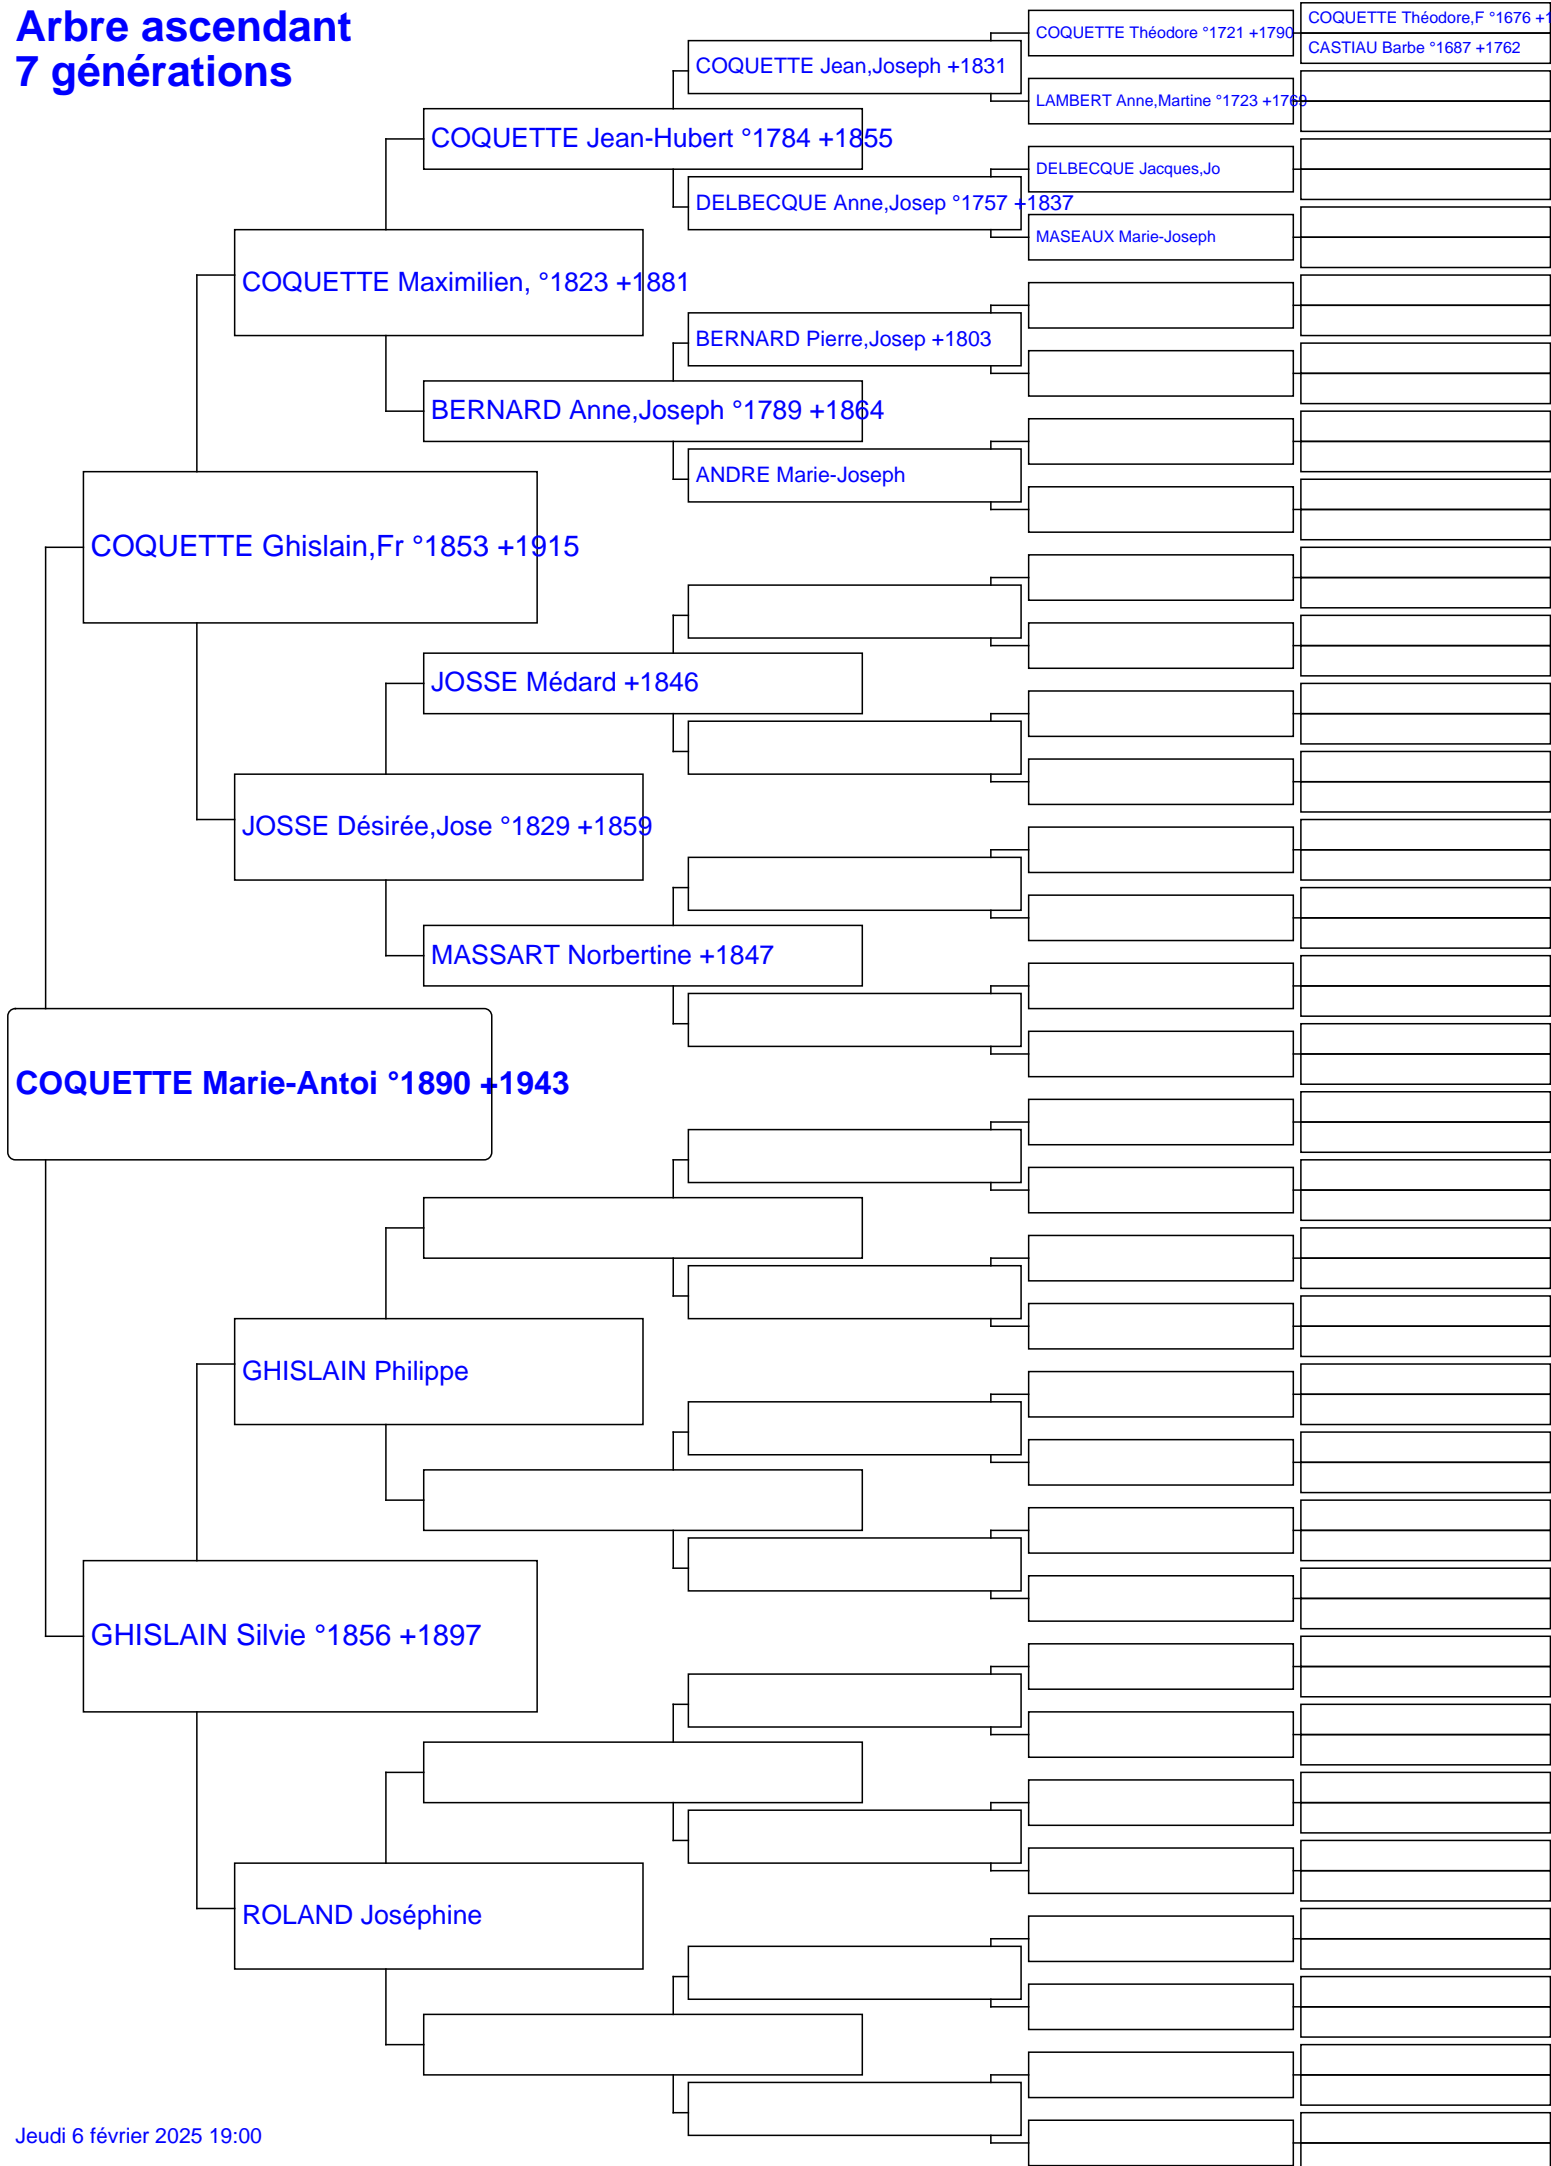 Arbre ascendant
7 générations
COQUETTE Théodore,F °1676 +1
CASTIAU Barbe °1687 +1762
COQUETTE Théodore °1721 +1790
COQUETTE Jean,Joseph +1831
LAMBERT Anne,Martine °1723 +1769
COQUETTE Jean-Hubert °1784 +1855
DELBECQUE Jacques,Jo
DELBECQUE Anne,Josep °1757 +1837
MASEAUX Marie-Joseph
COQUETTE Maximilien, °1823 +1881
BERNARD Pierre,Josep +1803
BERNARD Anne,Joseph °1789 +1864
ANDRE Marie-Joseph
COQUETTE Ghislain,Fr °1853 +1915
JOSSE Médard +1846
JOSSE Désirée,Jose °1829 +1859
MASSART Norbertine +1847
COQUETTE Marie-Antoi °1890 +1943
GHISLAIN Philippe
GHISLAIN Silvie °1856 +1897
ROLAND Joséphine
Jeudi 6 février 2025 19:00